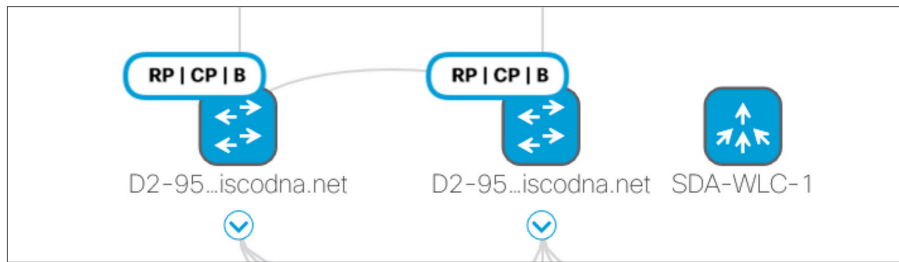 RP | CP | B
RP | CP | B
D2-95...iscodna.net
D2-95...iscodna.net
SDA-WLC-1